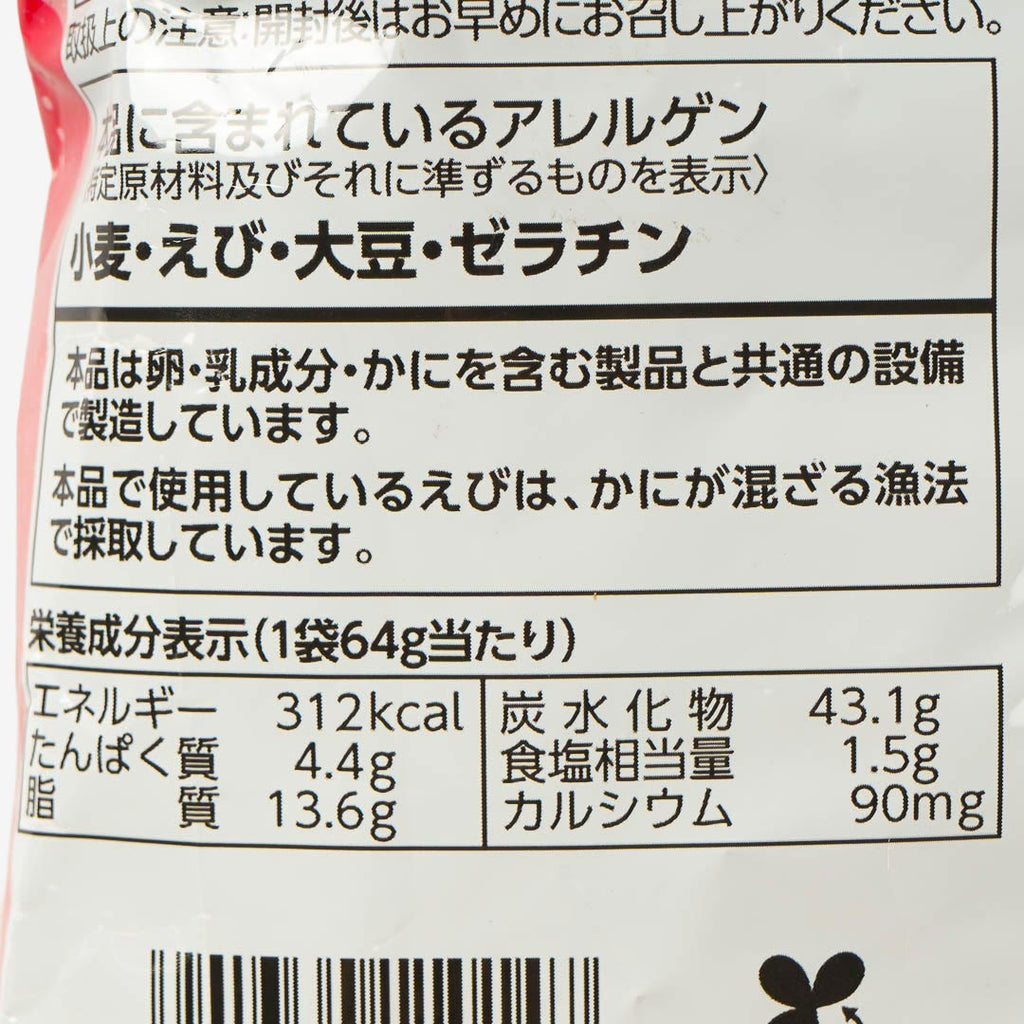 取扱上の注意・開封後はお早めにお召し上がりください。
本品に含まれているアレルゲン
特定原材料及びそれに準ずるものを表示〉
小麦・えび・大豆・ゼラチン
本品は卵・乳成分・かにを含む製品と共通の設備
で製造しています。
本品で使用しているえびは、かにが混ざる漁法
で採取しています。
栄養成分表示(1袋64g当たり)
エネルギー 312kcal 炭水化物 43.1g
たんぱく質 4.4g 食塩相当量 1.5g
脂質 13.6g カルシウム 90mg